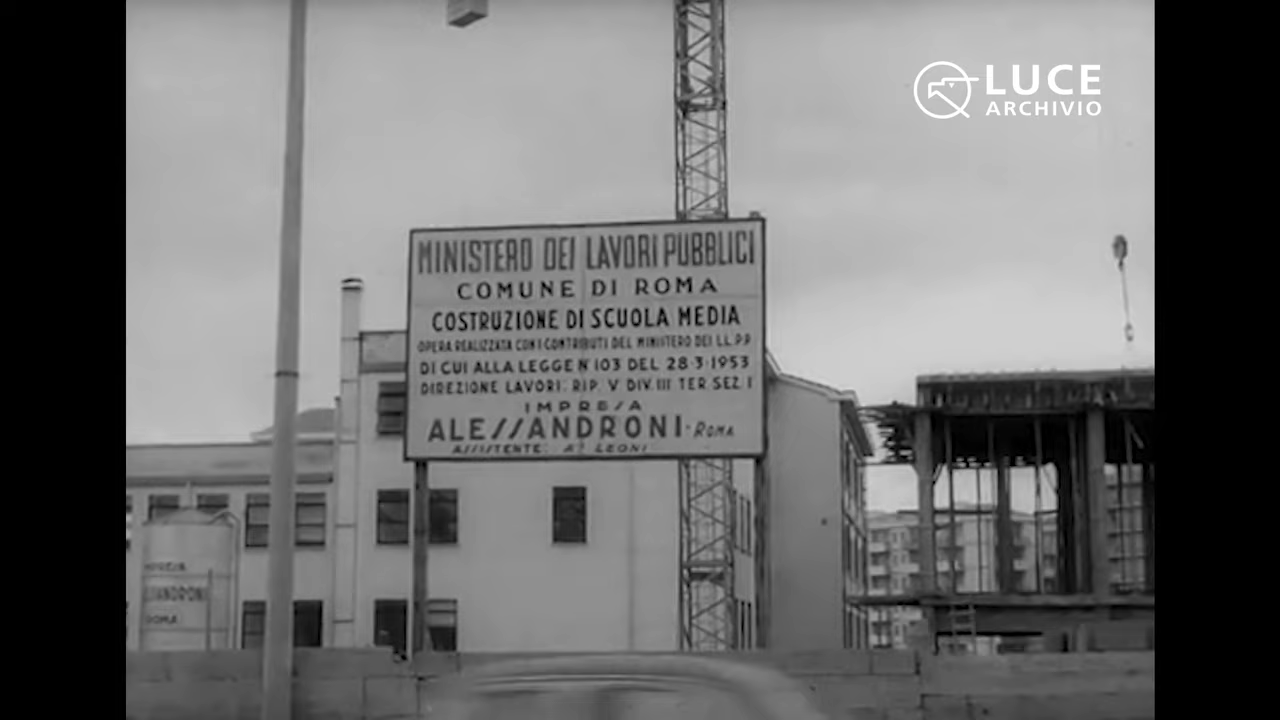 LUCE
ARCHIVIO
MINISTERO DEI LAVORI PUBBLICI
COMUNE DI ROMA
COSTRUZIONE DI SCUOLA MEDIA
OPERA REALIZZATA CON I CONTRIBUTI DEL MINISTERO DEI LL.PP
DI CUI ALLA LEGGE N° 103 DEL 28·3·1953
DIREZIONE LAVORI: RIP. V DIV. III TER SEZ. I
IMPRESA
ALESSANDRONI·ROMA
ASSISTENTE: LEONI
IMPRESA
ROMA